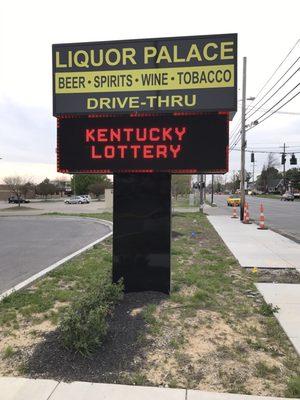 LIQUOR PALACE
BEER • SPIRITS • WINE • TOBACCO
DRIVE-THRU
KENTUCKY
LOTTERY